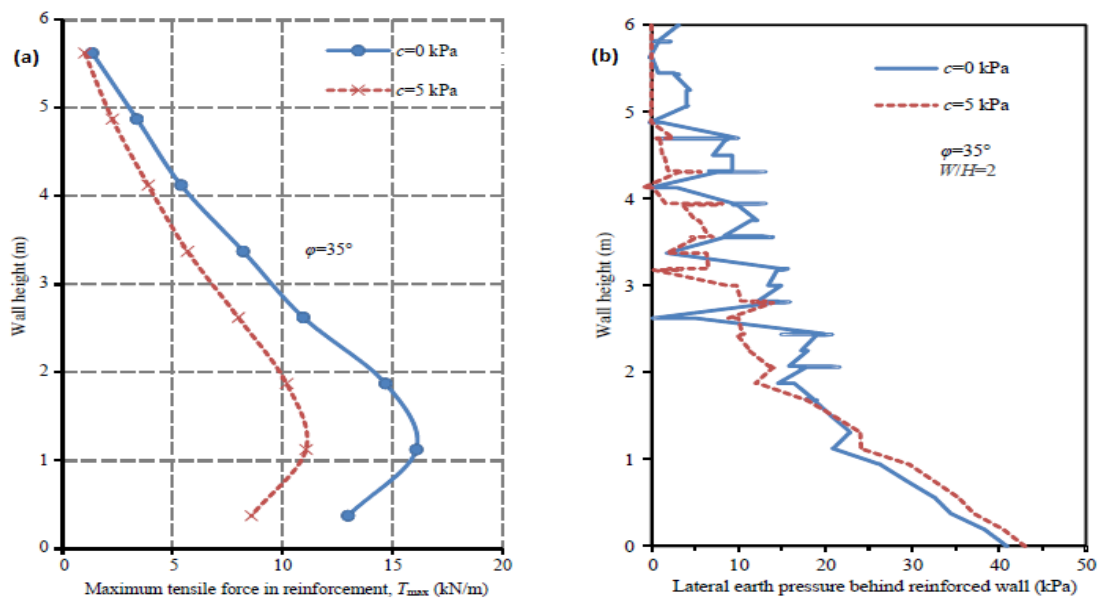 (a)
6
5
4
3
2
1
0
Wall height (m)
c=0 kPa
c=5 kPa
φ=35°
0 5 10 15 20
Maximum tensile force in reinforcement, Tmax (kN/m)
(b)
6
5
4
3
2
1
0
Wall height (m)
c=0 kPa
c=5 kPa
φ=35°
W/H=2
0 10 20 30 40 50
Lateral earth pressure behind reinforced wall (kPa)